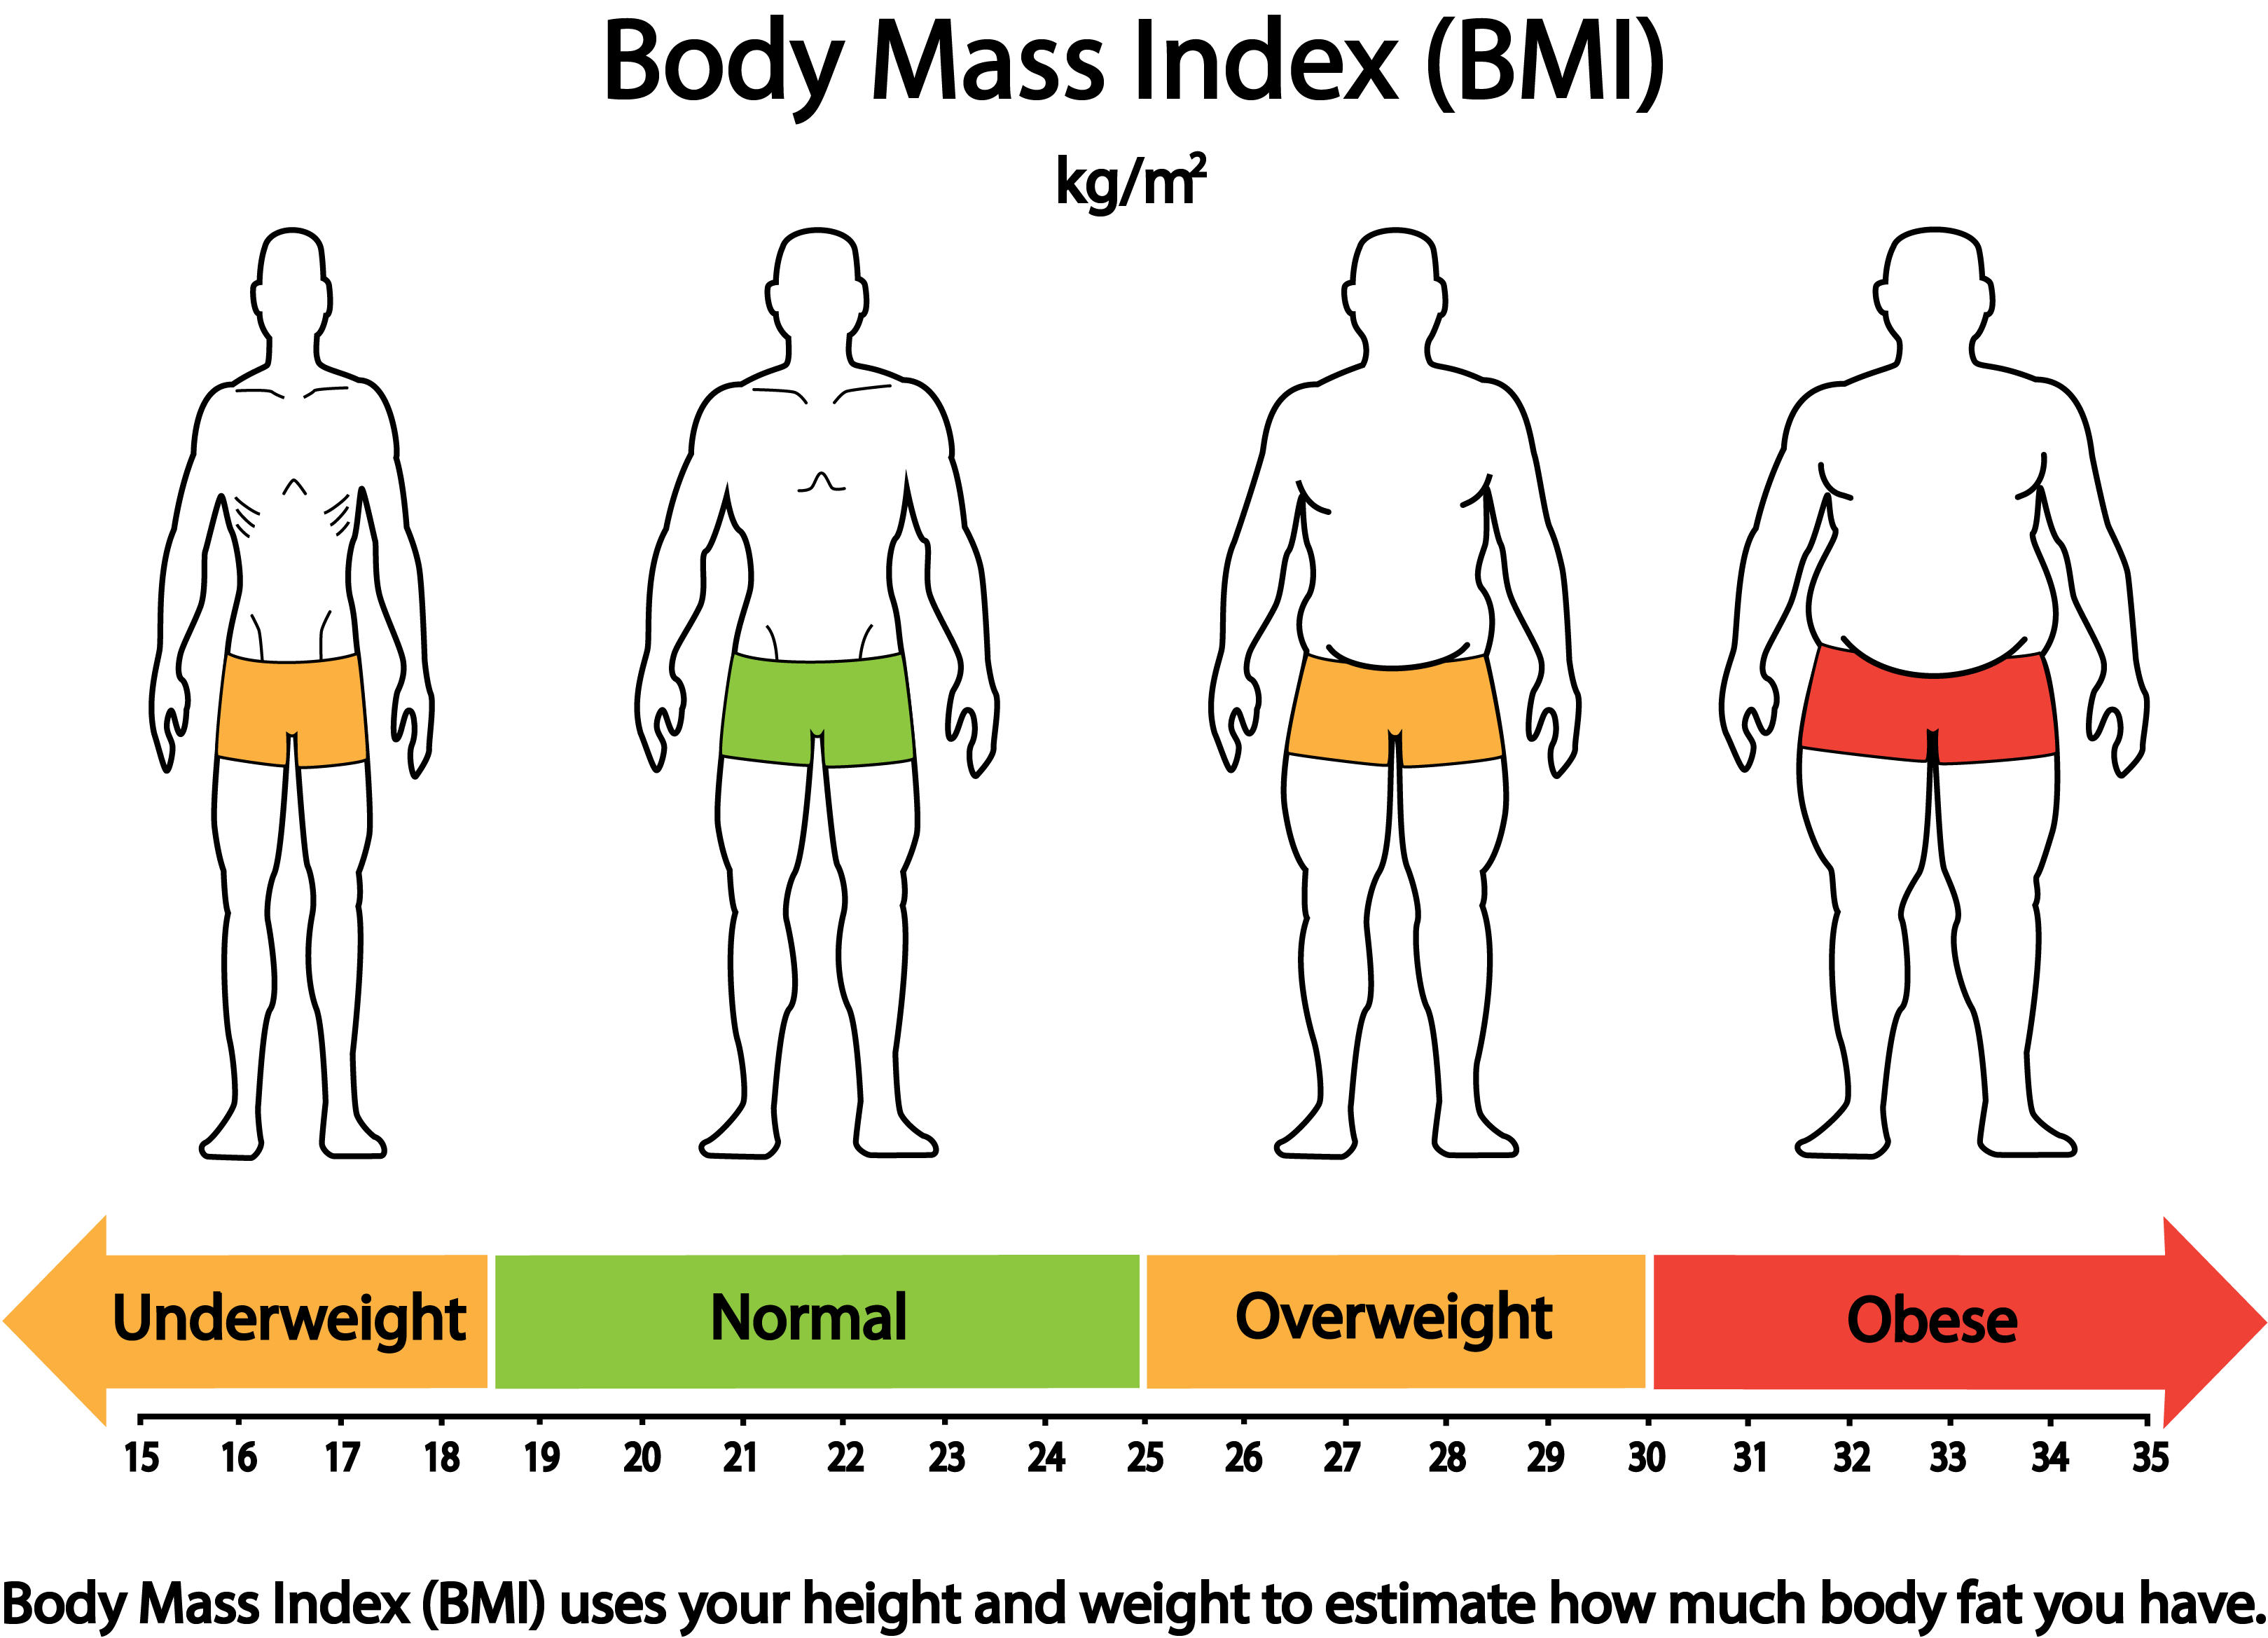 Body Mass Index (BMI)
kg/m²
Underweight Normal Overweight Obese
15 16 17 18 19 20 21 22 23 24 25 26 27 28 29 30 31 32 33 34 35
Body Mass Index (BMI) uses your height and weight to estimate how much body fat you have.